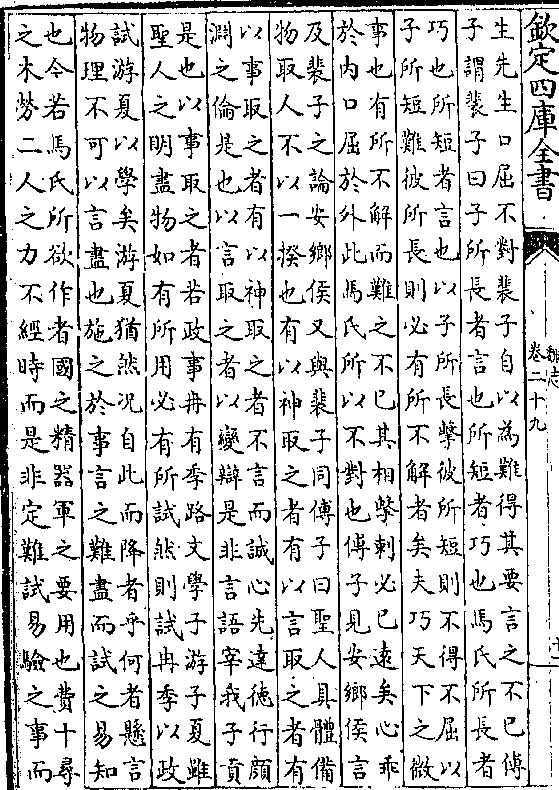 欽定四庫全書
雜志
卷二十九
生先生口屈不對裴子自以為難得其要言之不已傅
子謂裴子曰子所長者言也所短者巧也馬氏所長者
巧也所短者言也以子所長擊彼所短則不得不屈以
子所短難彼所長則必有所不解者矣夫巧天下之微
事也有所不解而難之不已其相擊刺必已遠矣心乖
於内口屈於外此馬氏所以不對也傅子見安鄉侯言
及裴子之論安鄉侯又與裴子同傅子曰聖人具體備
物取人不以一揆也有以神取之者有以言取之者有
以事取之者有以神取之者不言而誠心先達德行顔
淵之倫是也以言取之者以變辯是非言語宰我子貢
是也以事取之者若政事冉有季路文學子游子夏雖
聖人之明盡物如有所用必有所試然則試冉季以政
試游夏以學矣游夏猶然况自此而降者乎何者懸言
物理不可以言盡也施之於事言之難盡而試之易知
也今若馬氏所欲作者國之精器軍之要用也費十尋
之木勞二人之力不經時而是非定難試易驗之事而